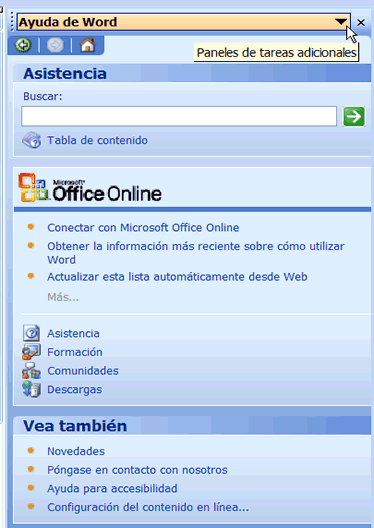 Ayuda de Word
Paneles de tareas adicionales
Asistencia
Buscar:
Tabla de contenido
Microsoft®
Office Online
Conectar con Microsoft Office Online
Obtener la información más reciente sobre cómo utilizar
Word
Actualizar esta lista automáticamente desde Web
Más...
Asistencia
Formación
Comunidades
Descargas
Vea también
Novedades
Póngase en contacto con nosotros
Ayuda para accesibilidad
Configuración del contenido en línea...